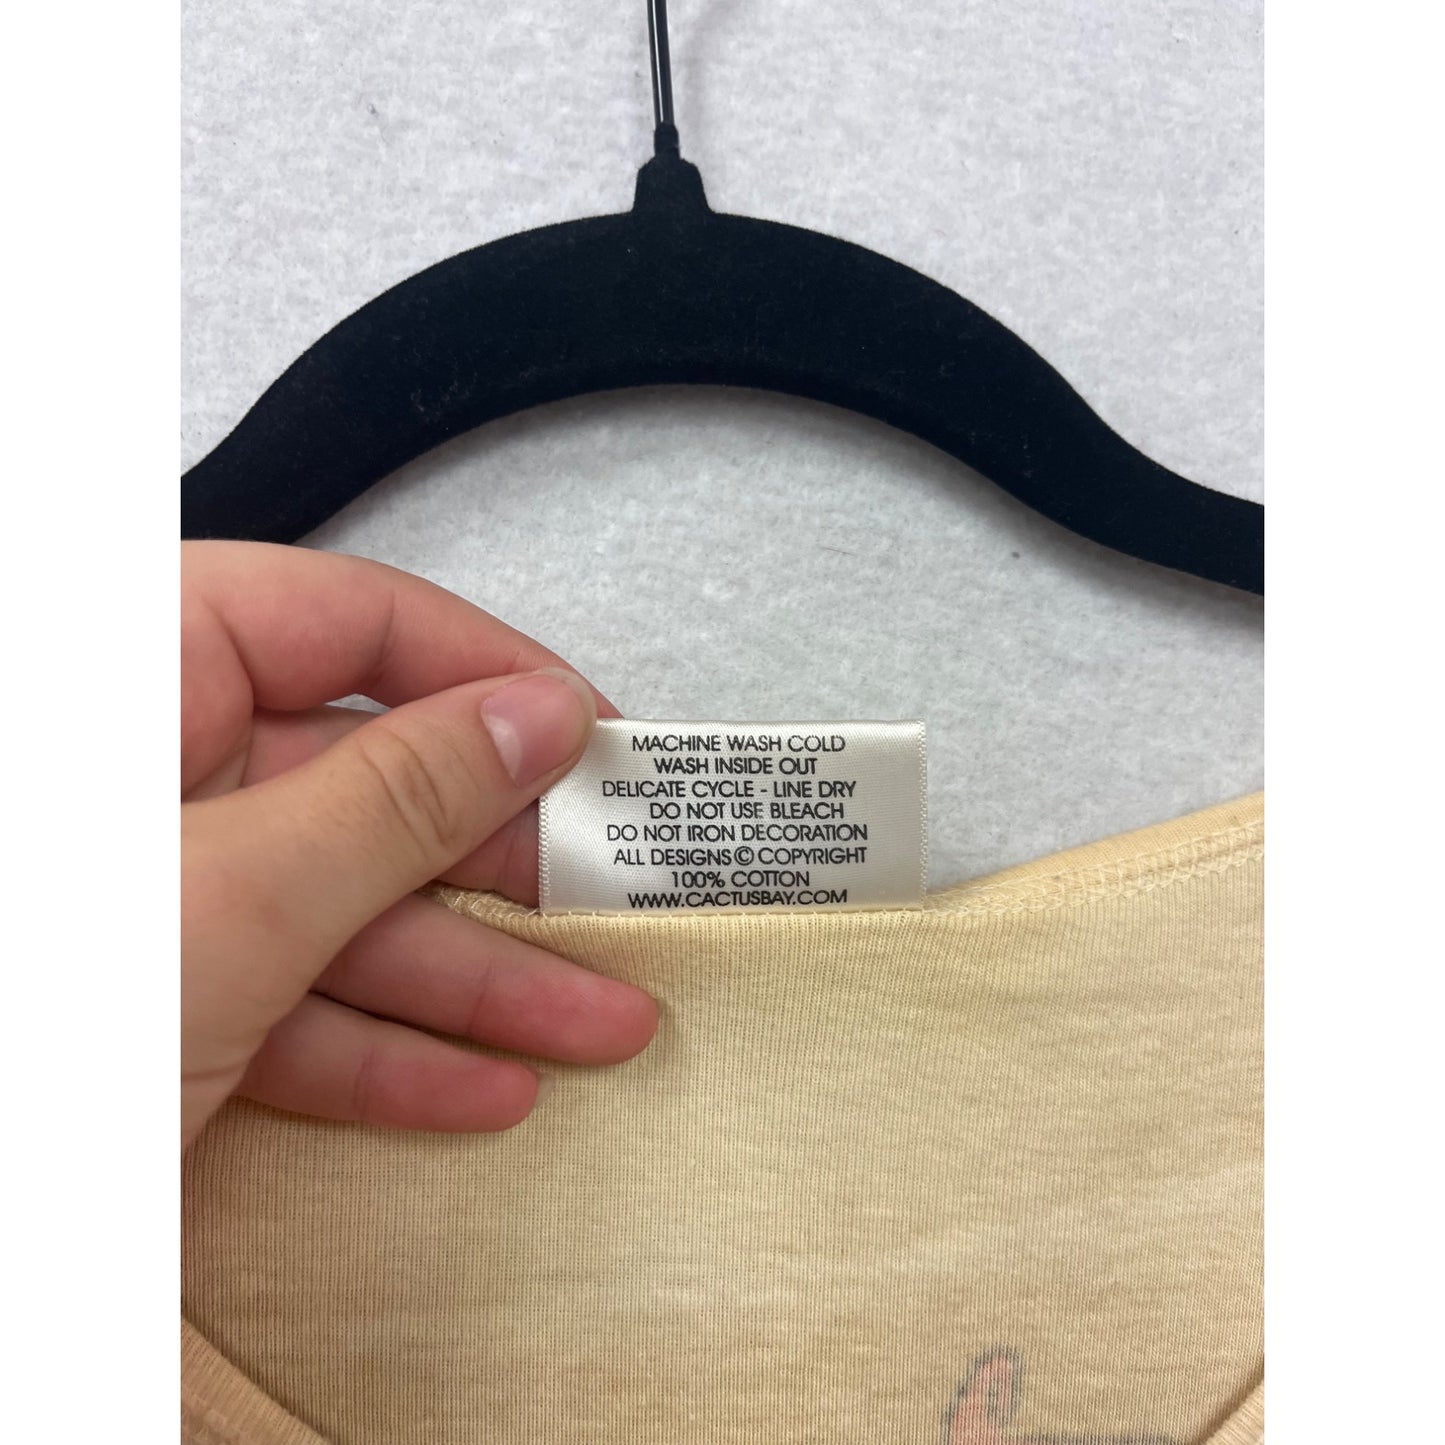 MACHINE WASH COLD
WASH INSIDE OUT
DELICATE CYCLE - LINE DRY
DO NOT USE BLEACH
DO NOT IRON DECORATION
ALL DESIGNS © COPYRIGHT
100% COTTON
WWW.CACTUSBAY.COM